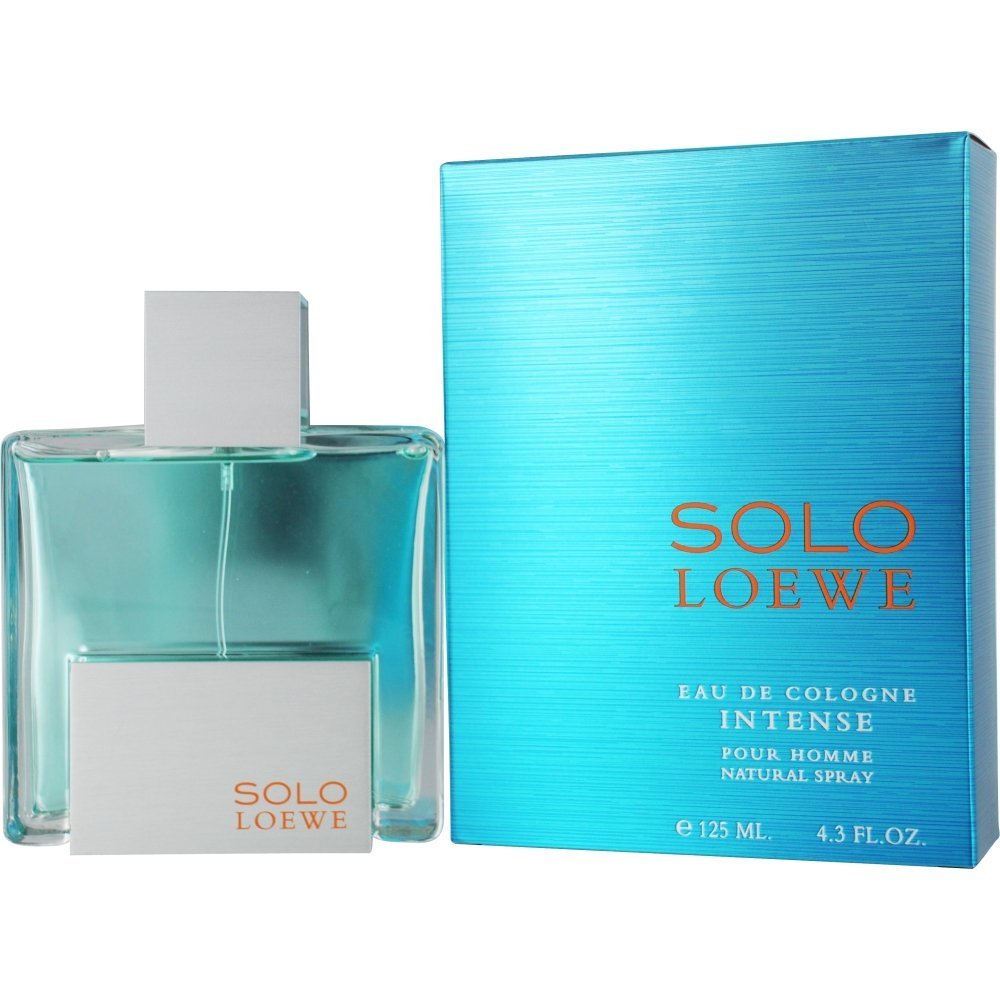 SOLO
LOEWE
SOLO
LOEWE
EAU DE COLOGNE
INTENSE
POUR HOMME
NATURAL SPRAY
e 125 ML. 4.3 FL.OZ.